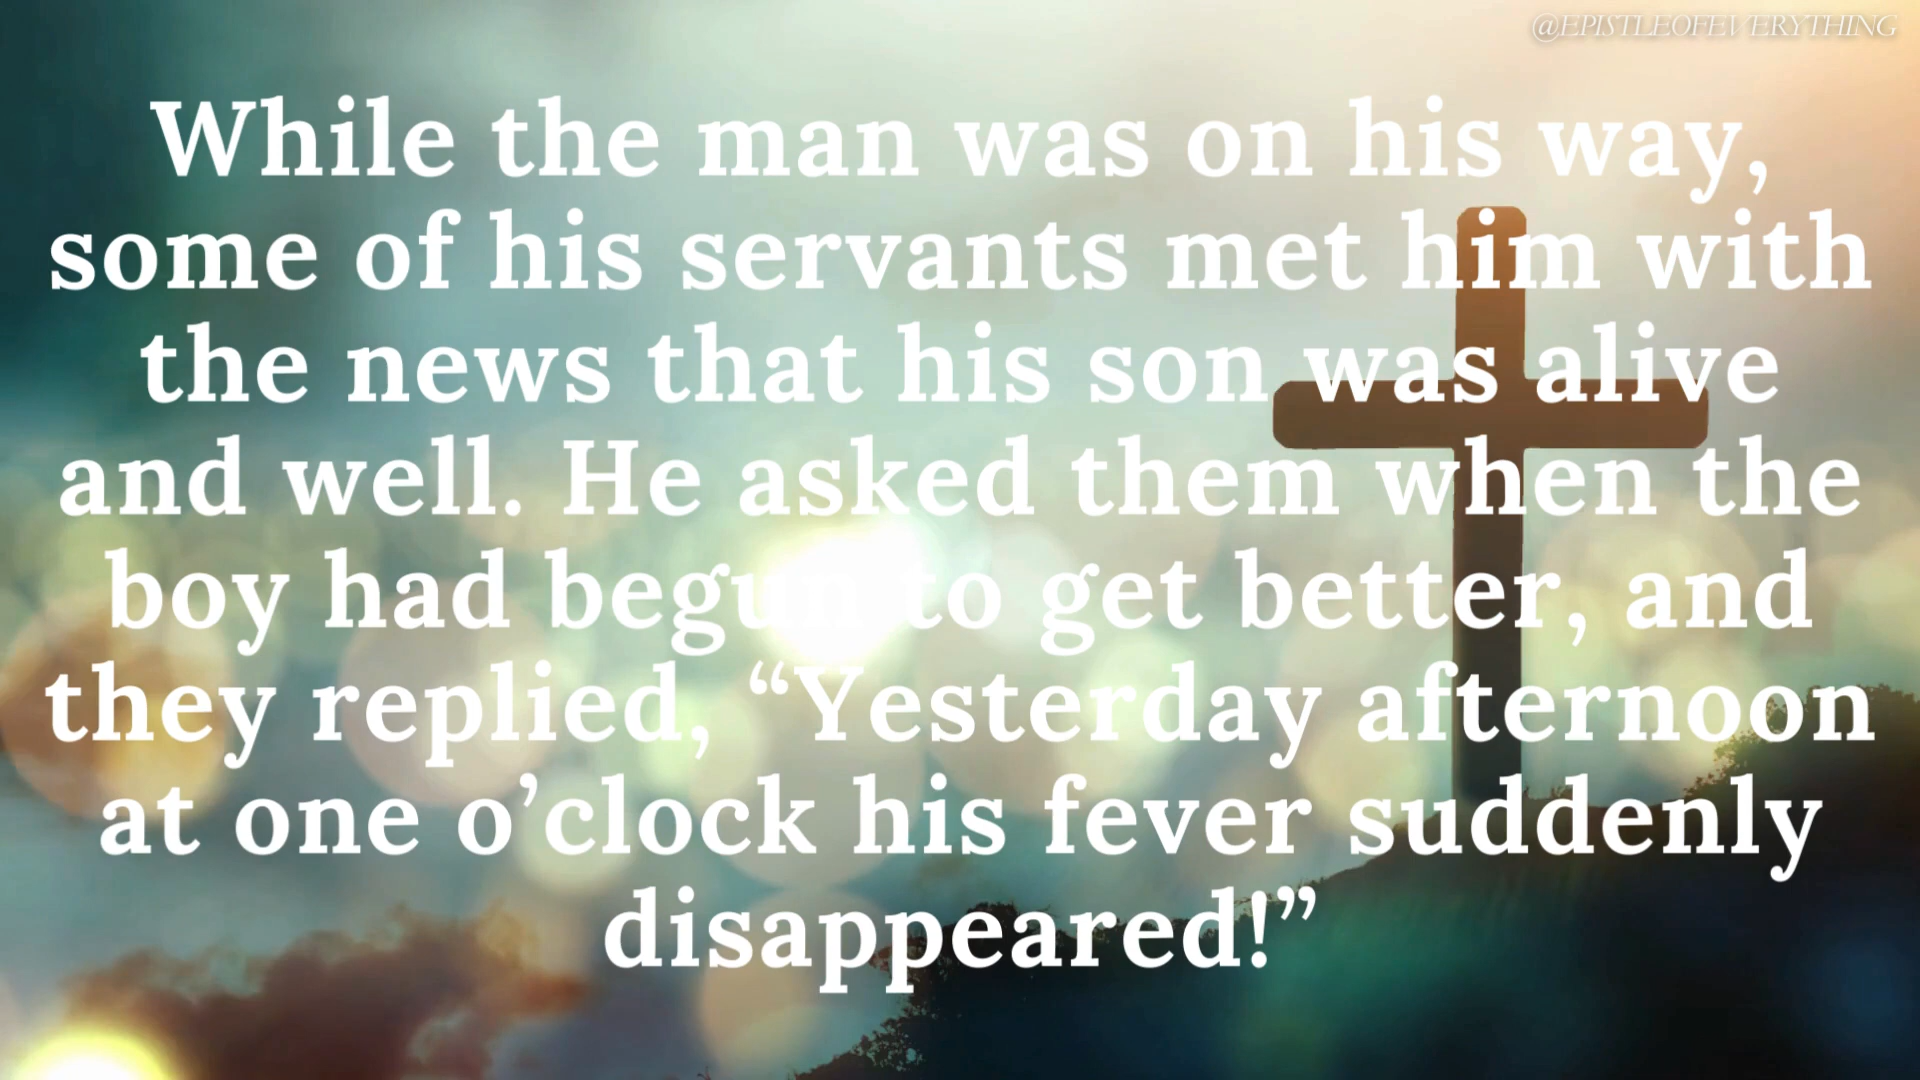 @EPISTLEOFEVERYTHING
While the man was on his way,
some of his servants met him with
the news that his son was alive
and well. He asked them when the
boy had begun to get better, and
they replied, “Yesterday afternoon
at one o’clock his fever suddenly
disappeared!”